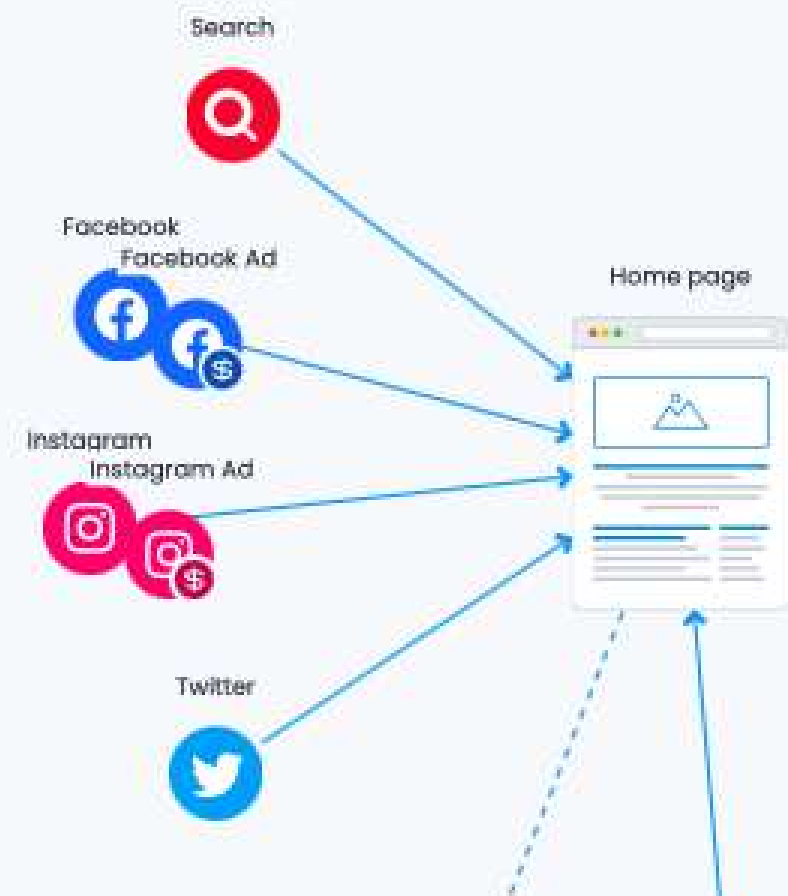 Search
Facebook
Facebook Ad
Home page
Instagram
Instagram Ad
Twitter